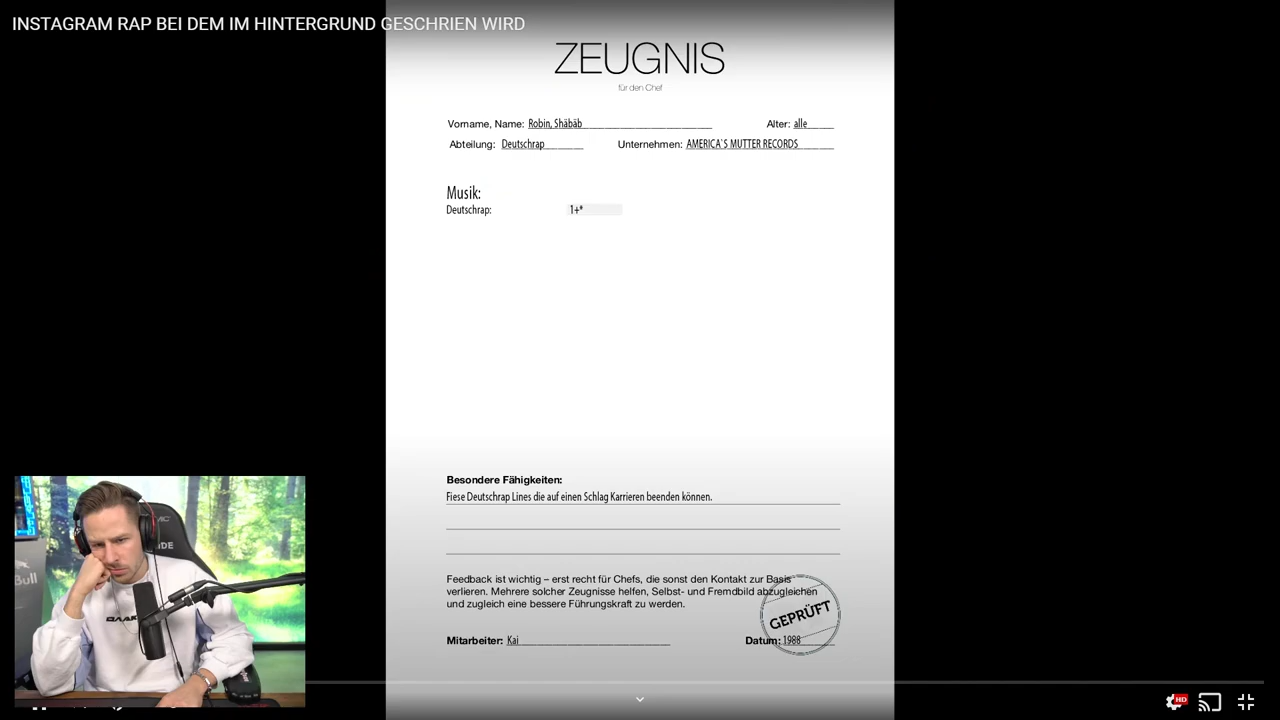 INSTAGRAM RAP BEI DEM IM HINTERGRUND GESCHRIEN WIRD
ZEUGNIS
für den Chef
Vorname, Name: Robin, Shäbäb Alter: alle
Abteilung: Deutschrap Unternehmen: AMERICA`S MUTTER RECORDS
Musik:
Deutschrap: 1+*
Besondere Fähigkeiten:
Fiese Deutschrap Lines die auf einen Schlag Karrieren beenden können.
Feedback ist wichtig – erst recht für Chefs, die sonst den Kontakt zur Basis
verlieren. Mehrere solcher Zeugnisse helfen, Selbst- und Fremdbild abzugleichen
und zugleich eine bessere Führungskraft zu werden.
GEPRÜFT
Mitarbeiter: Kai Datum: 1988
Bull
HD